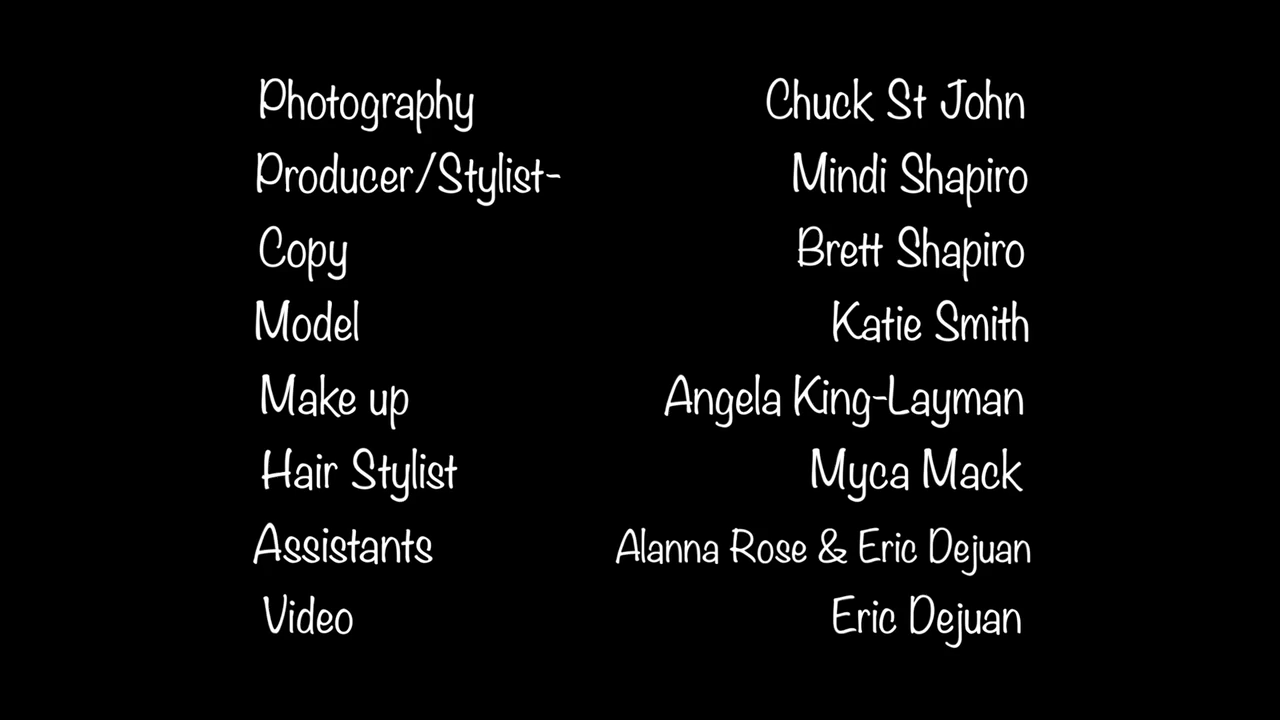 Photography Chuck St John
Producer/Stylist- Mindi Shapiro
Copy Brett Shapiro
Model Katie Smith
Make up Angela King-Layman
Hair Stylist Myca Mack
Assistants Alanna Rose & Eric Dejuan
Video Eric Dejuan